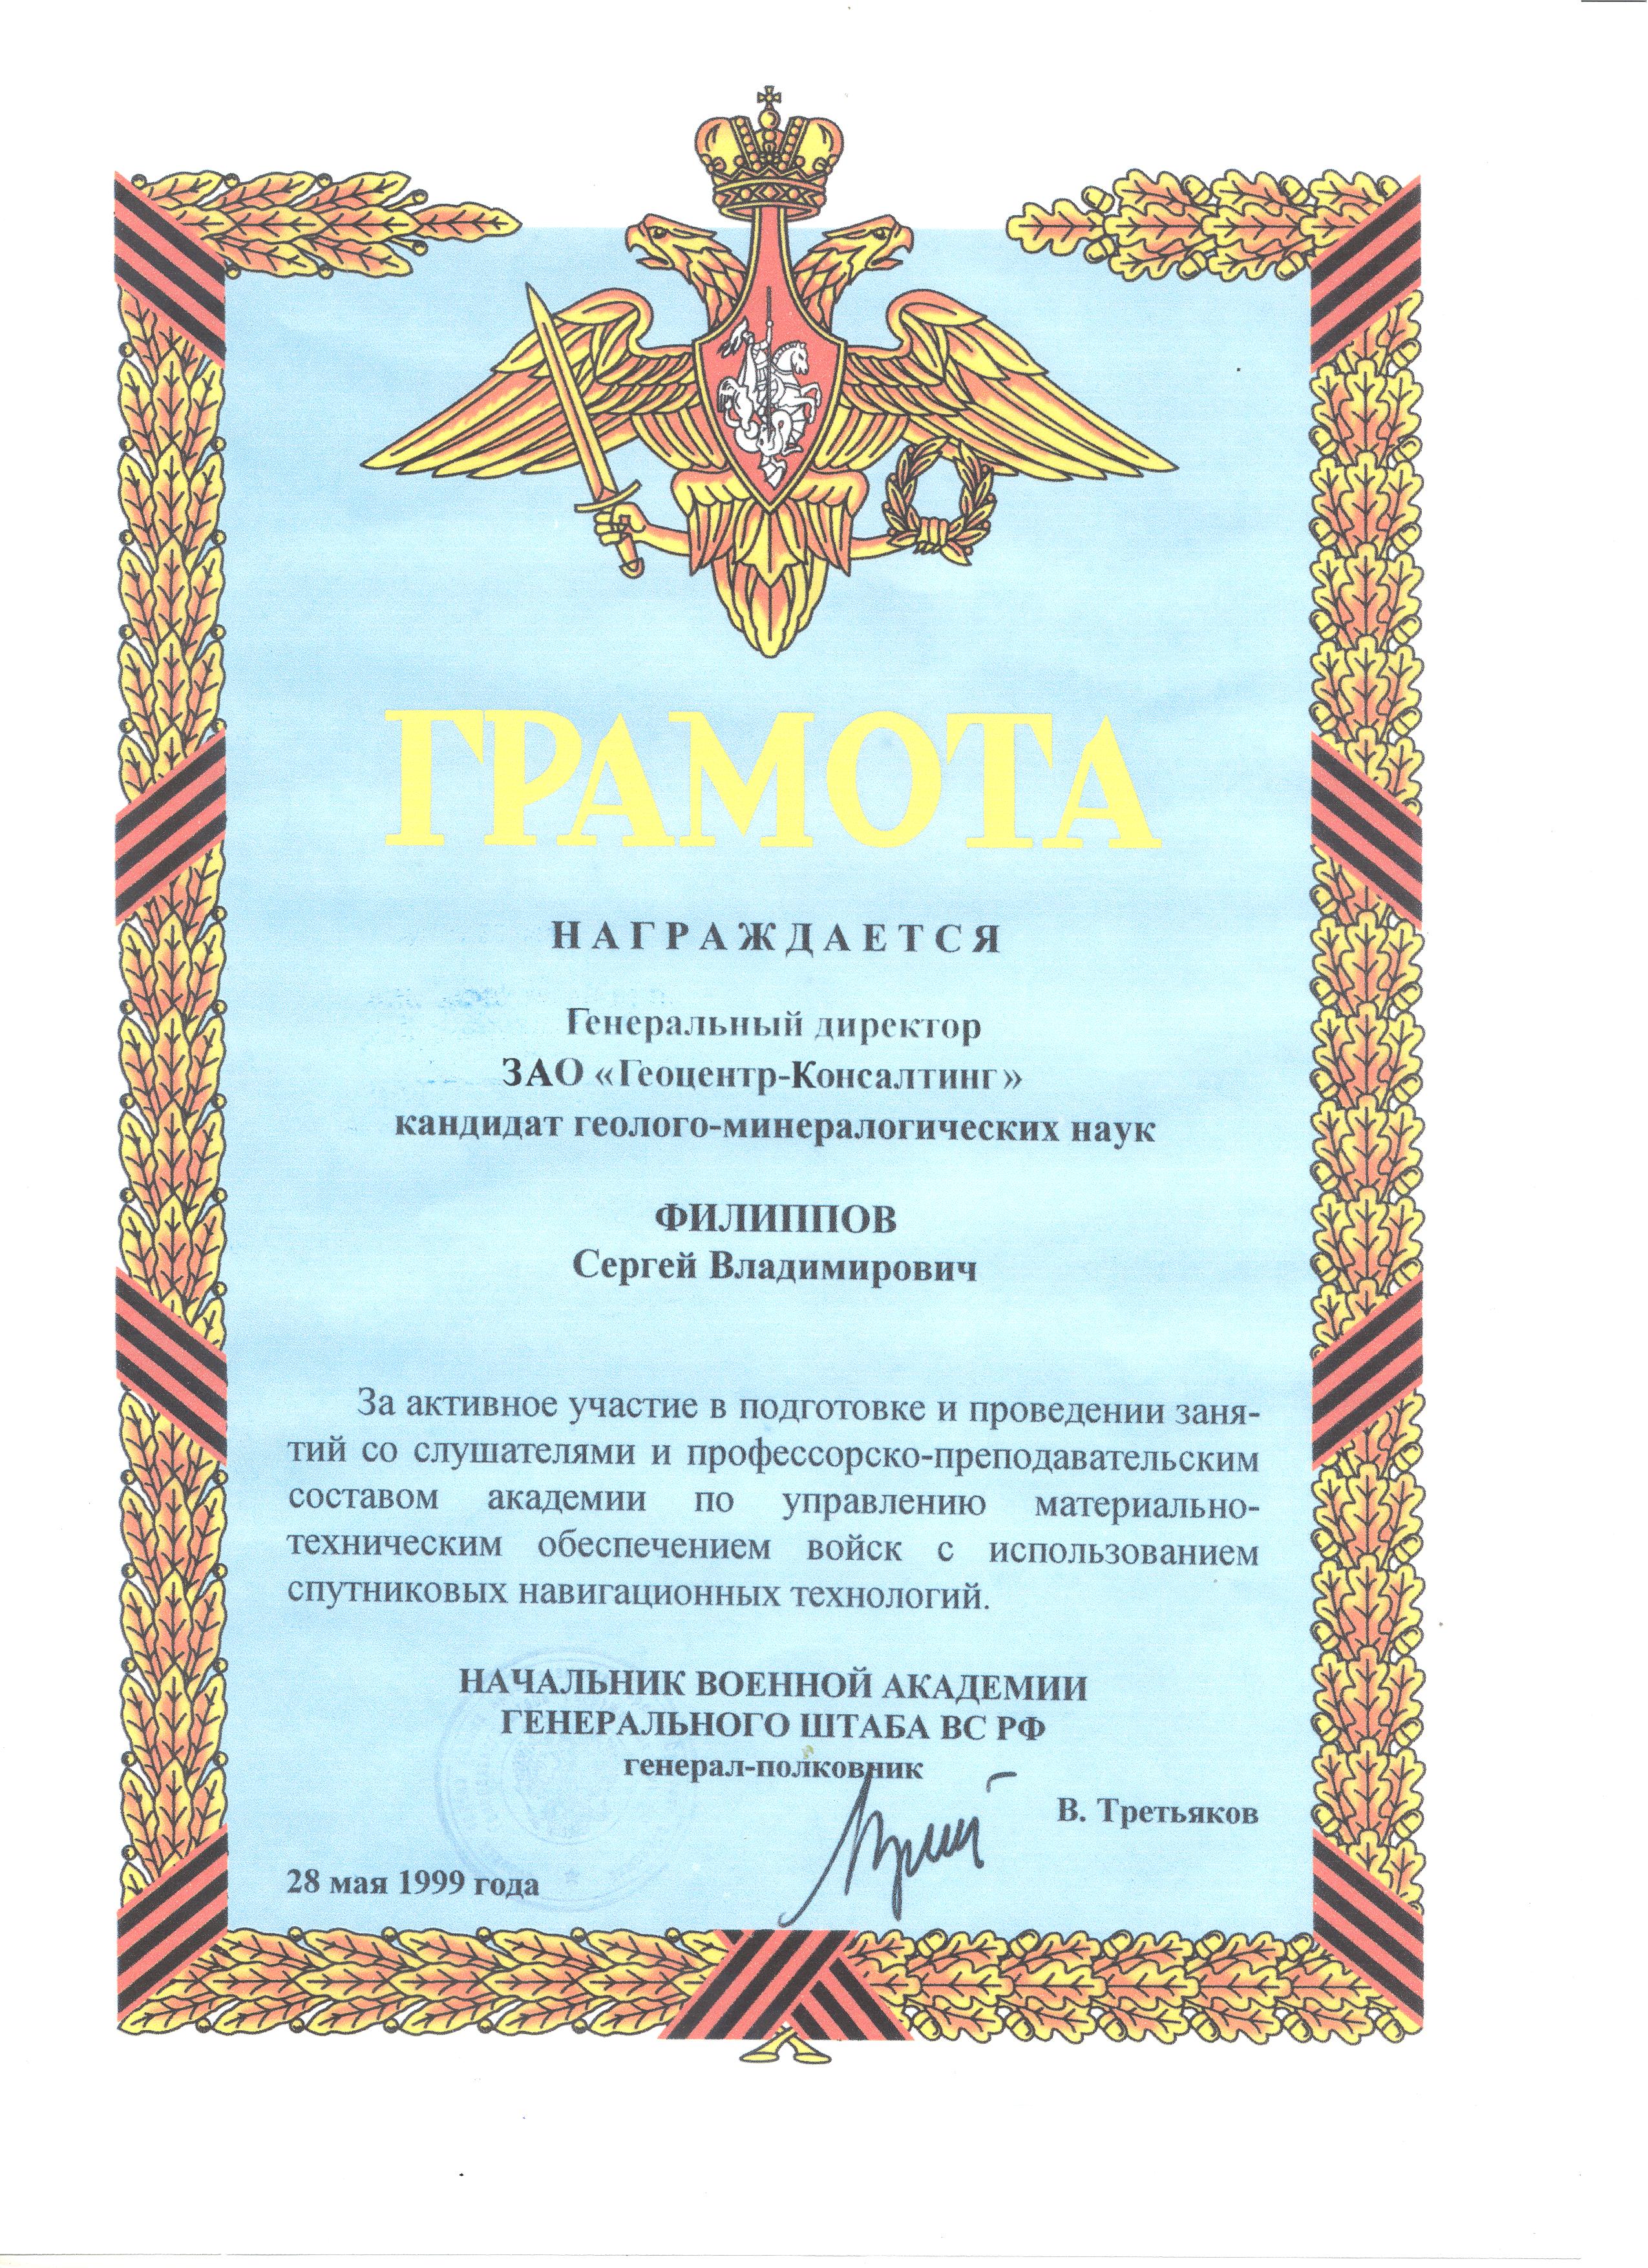 ГРАМОТА
НАГРАЖДАЕТСЯ
Генеральный директор
ЗАО «Геоцентр-Консалтинг»
кандидат геолого-минералогических наук
ФИЛИППОВ
Сергей Владимирович
За активное участие в подготовке и проведении заня-
тий со слушателями и профессорско-преподавательским
составом академии по управлению материально-
техническим обеспечением войск с использованием
спутниковых навигационных технологий.
НАЧАЛЬНИК ВОЕННОЙ АКАДЕМИИ
ГЕНЕРАЛЬНОГО ШТАБА ВС РФ
генерал-полковник
В. Третьяков
28 мая 1999 года